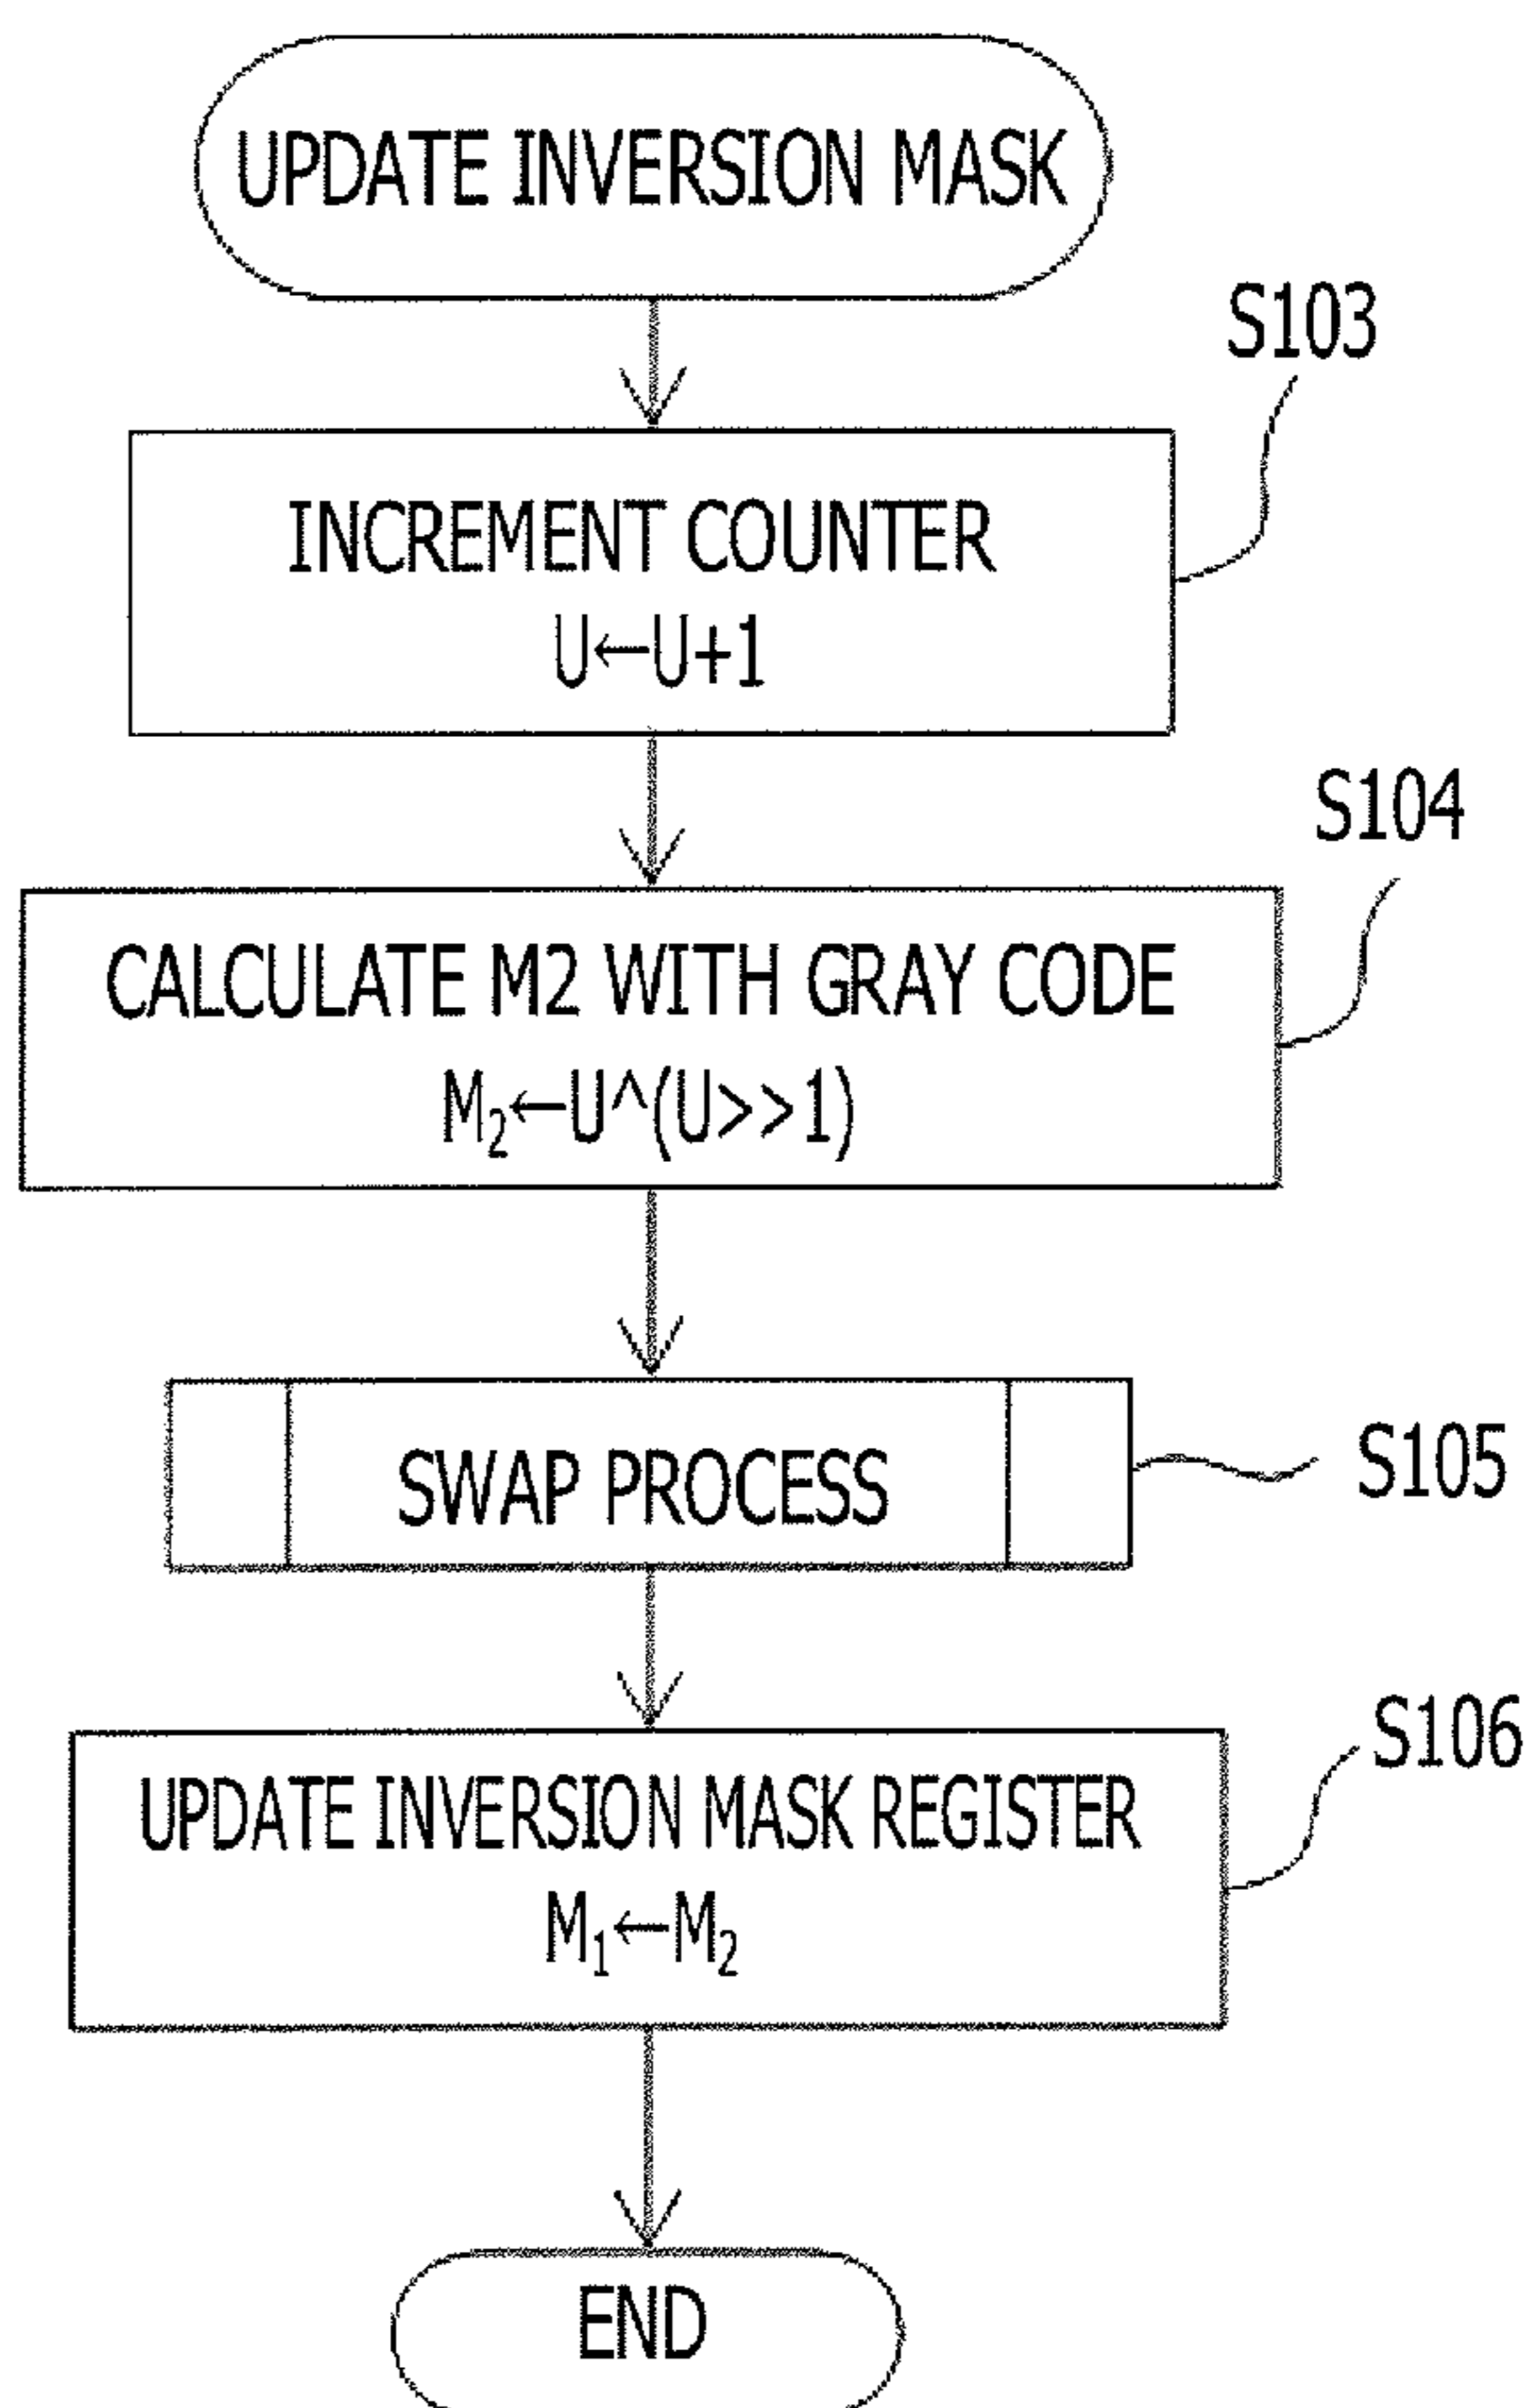 UPDATE INVERSION MASK
S103
INCREMENT COUNTER
U←U+1
S104
CALCULATE M2 WITH GRAY CODE
M₂←U^(U>>1)
SWAP PROCESS
S105
S106
UPDATE INVERSION MASK REGISTER
M₁←M₂
END